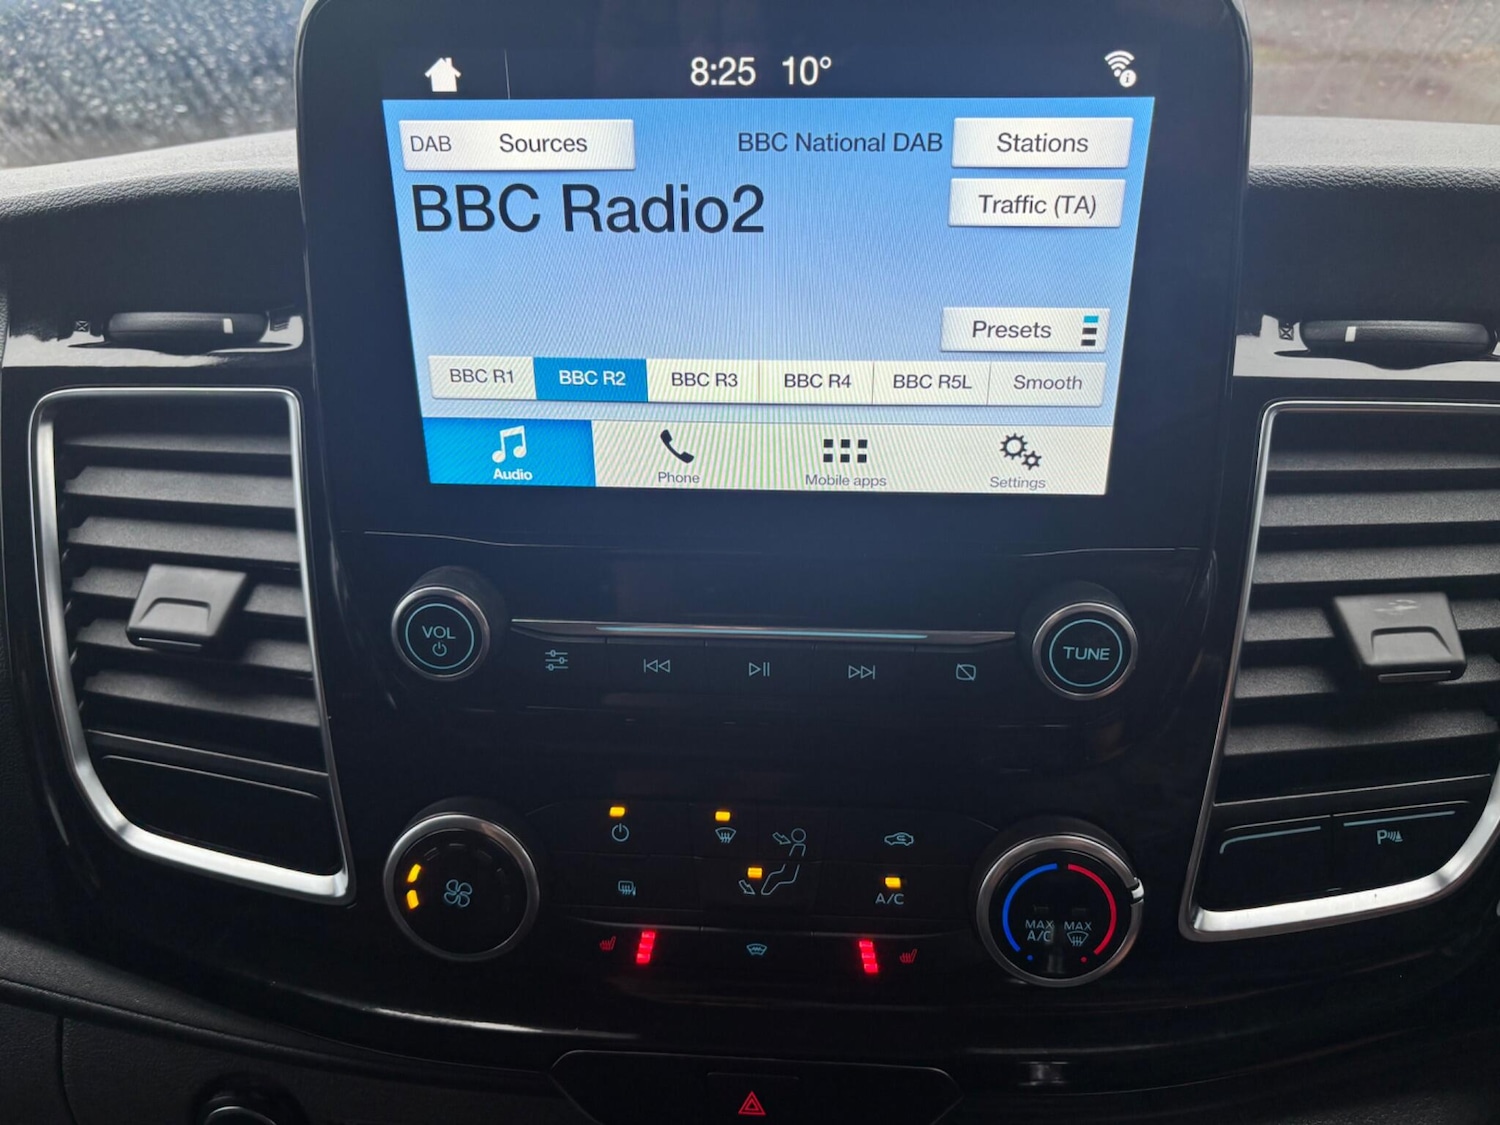 8:25 10°
DAB Sources BBC National DAB Stations
BBC Radio2
Traffic (TA)
Presets
BBC R1 BBC R2 BBC R3 BBC R4 BBC R5L Smooth
Audio Phone Mobile apps Settings
VOL
TUNE
A/C
MAX A/C MAX
P